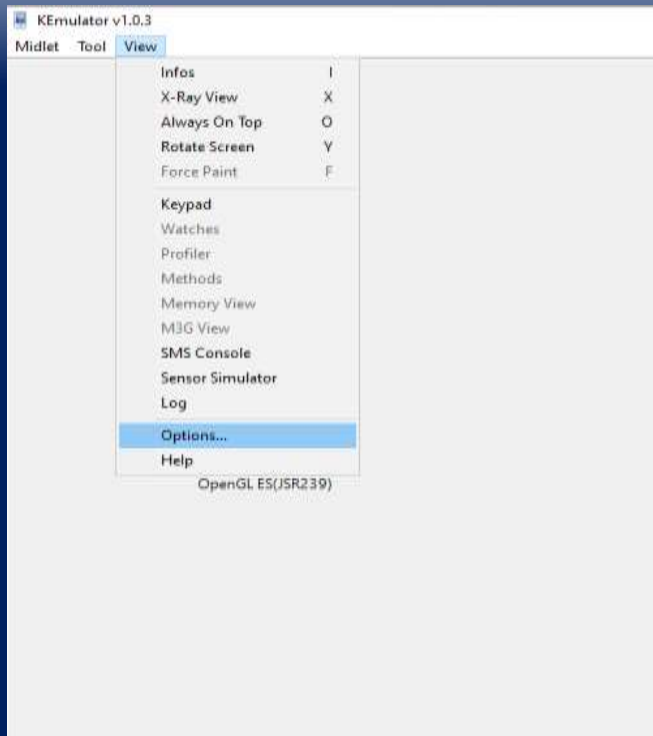 KEmulator v1.0.3
Midlet Tool View
Infos I
X-Ray View X
Always On Top O
Rotate Screen Y
Force Paint F
Keypad
Watches
Profiler
Methods
Memory View
M3G View
SMS Console
Sensor Simulator
Log
Options...
Help
OpenGL ES(JSR239)